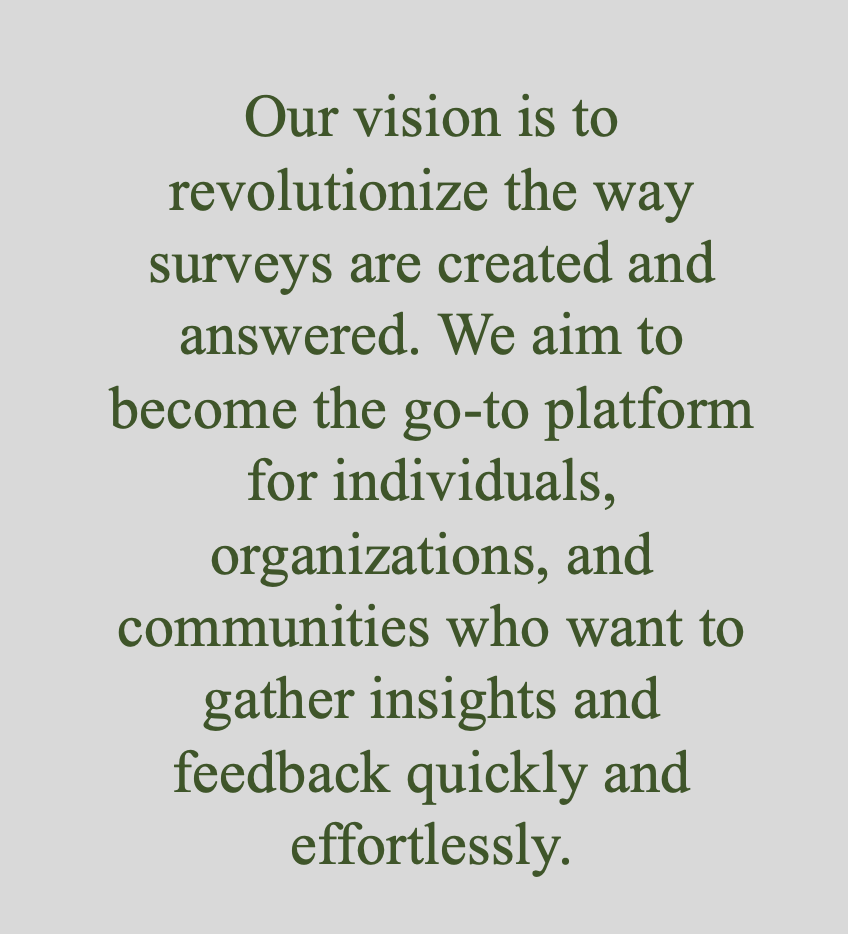 Our vision is to
revolutionize the way
surveys are created and
answered. We aim to
become the go-to platform
for individuals,
organizations, and
communities who want to
gather insights and
feedback quickly and
effortlessly.